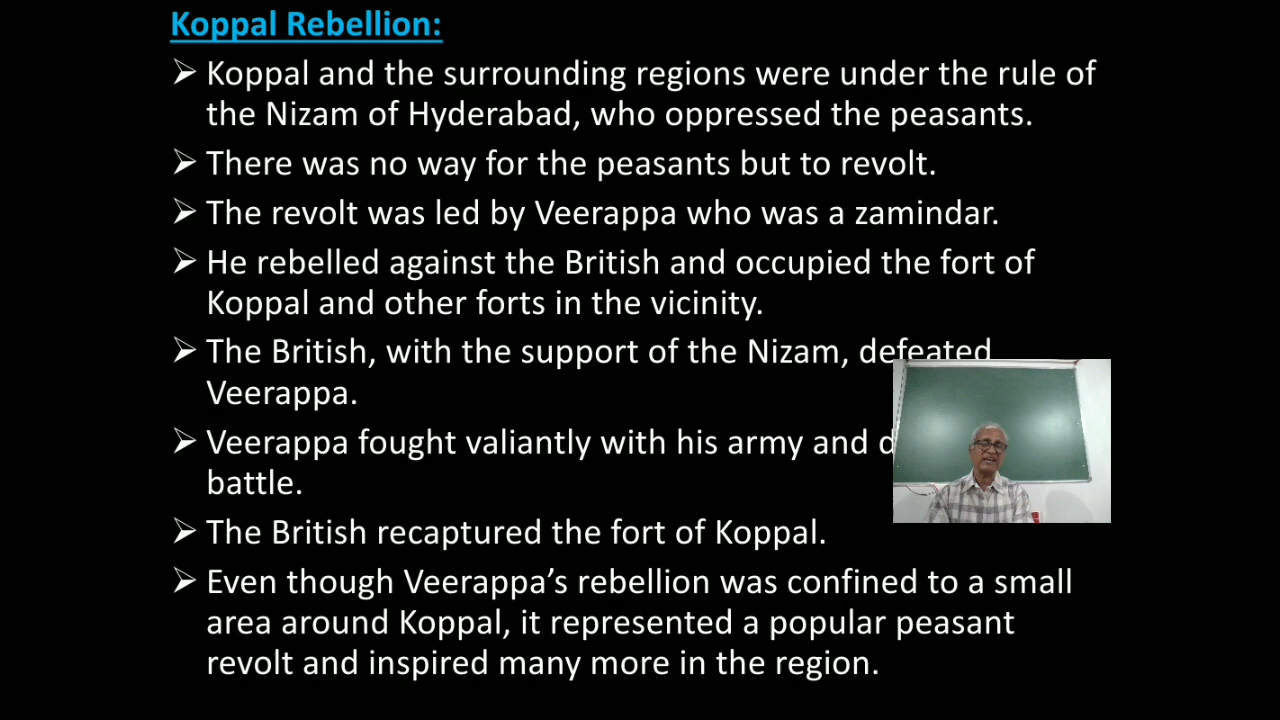 Koppal Rebellion:
Koppal and the surrounding regions were under the rule of
the Nizam of Hyderabad, who oppressed the peasants.
There was no way for the peasants but to revolt.
The revolt was led by Veerappa who was a zamindar.
He rebelled against the British and occupied the fort of
Koppal and other forts in the vicinity.
The British, with the support of the Nizam, defeated
Veerappa.
Veerappa fought valiantly with his army and
battle.
The British recaptured the fort of Koppal.
Even though Veerappa’s rebellion was confined to a small
area around Koppal, it represented a popular peasant
revolt and inspired many more in the region.